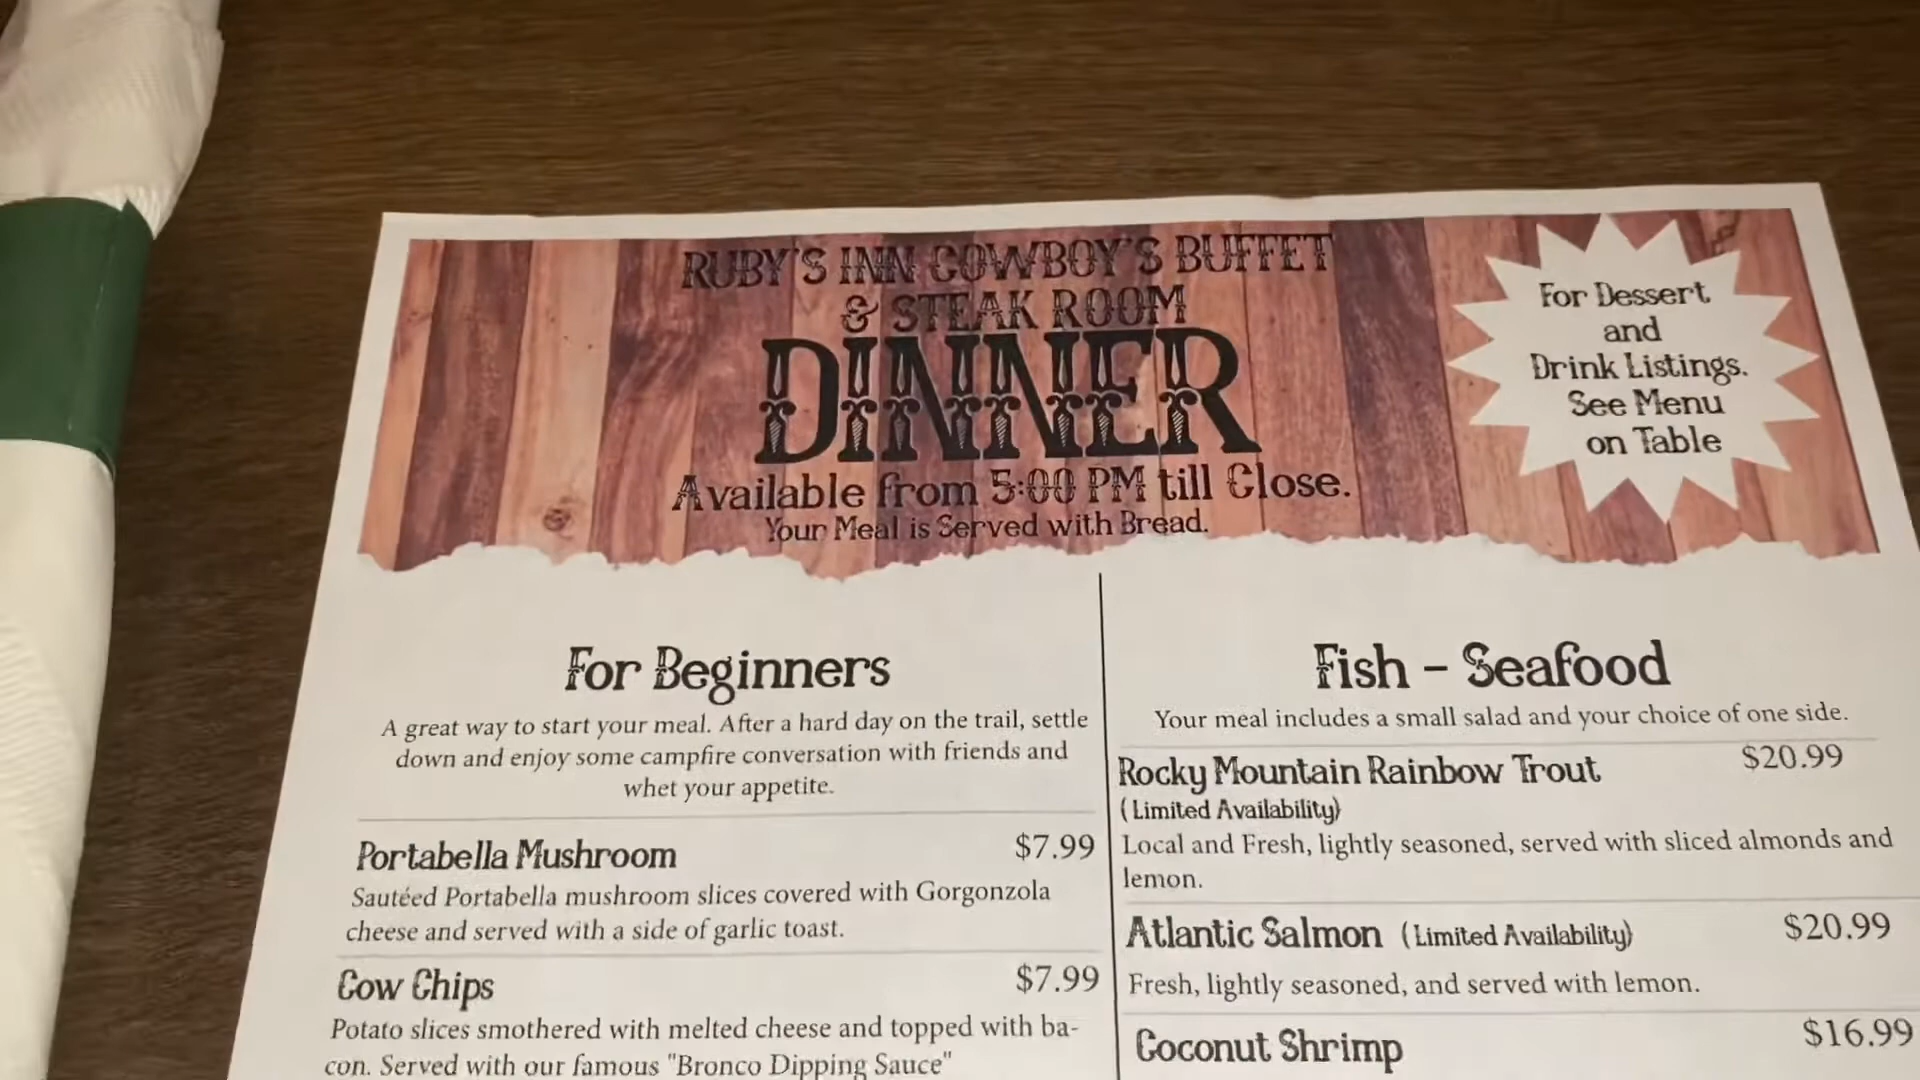 RUBY'S INN COWBOY'S BUFFET
& STEAK ROOM
DINNER
Available from 5:00 PM till Close.
Your Meal is Served with Bread.
For Dessert
and
Drink Listings.
See Menu
on Table
For Beginners
A great way to start your meal. After a hard day on the trail, settle
down and enjoy some campfire conversation with friends and
whet your appetite.
Portabella Mushroom $7.99
Sautéed Portabella mushroom slices covered with Gorgonzola
cheese and served with a side of garlic toast.
Cow Chips $7.99
Potato slices smothered with melted cheese and topped with ba-
con. Served with our famous "Bronco Dipping Sauce"
Fish - Seafood
Your meal includes a small salad and your choice of one side.
Rocky Mountain Rainbow Trout $20.99
(Limited Availability)
Local and Fresh, lightly seasoned, served with sliced almonds and
lemon.
Atlantic Salmon (Limited Availability) $20.99
Fresh, lightly seasoned, and served with lemon.
Coconut Shrimp $16.99